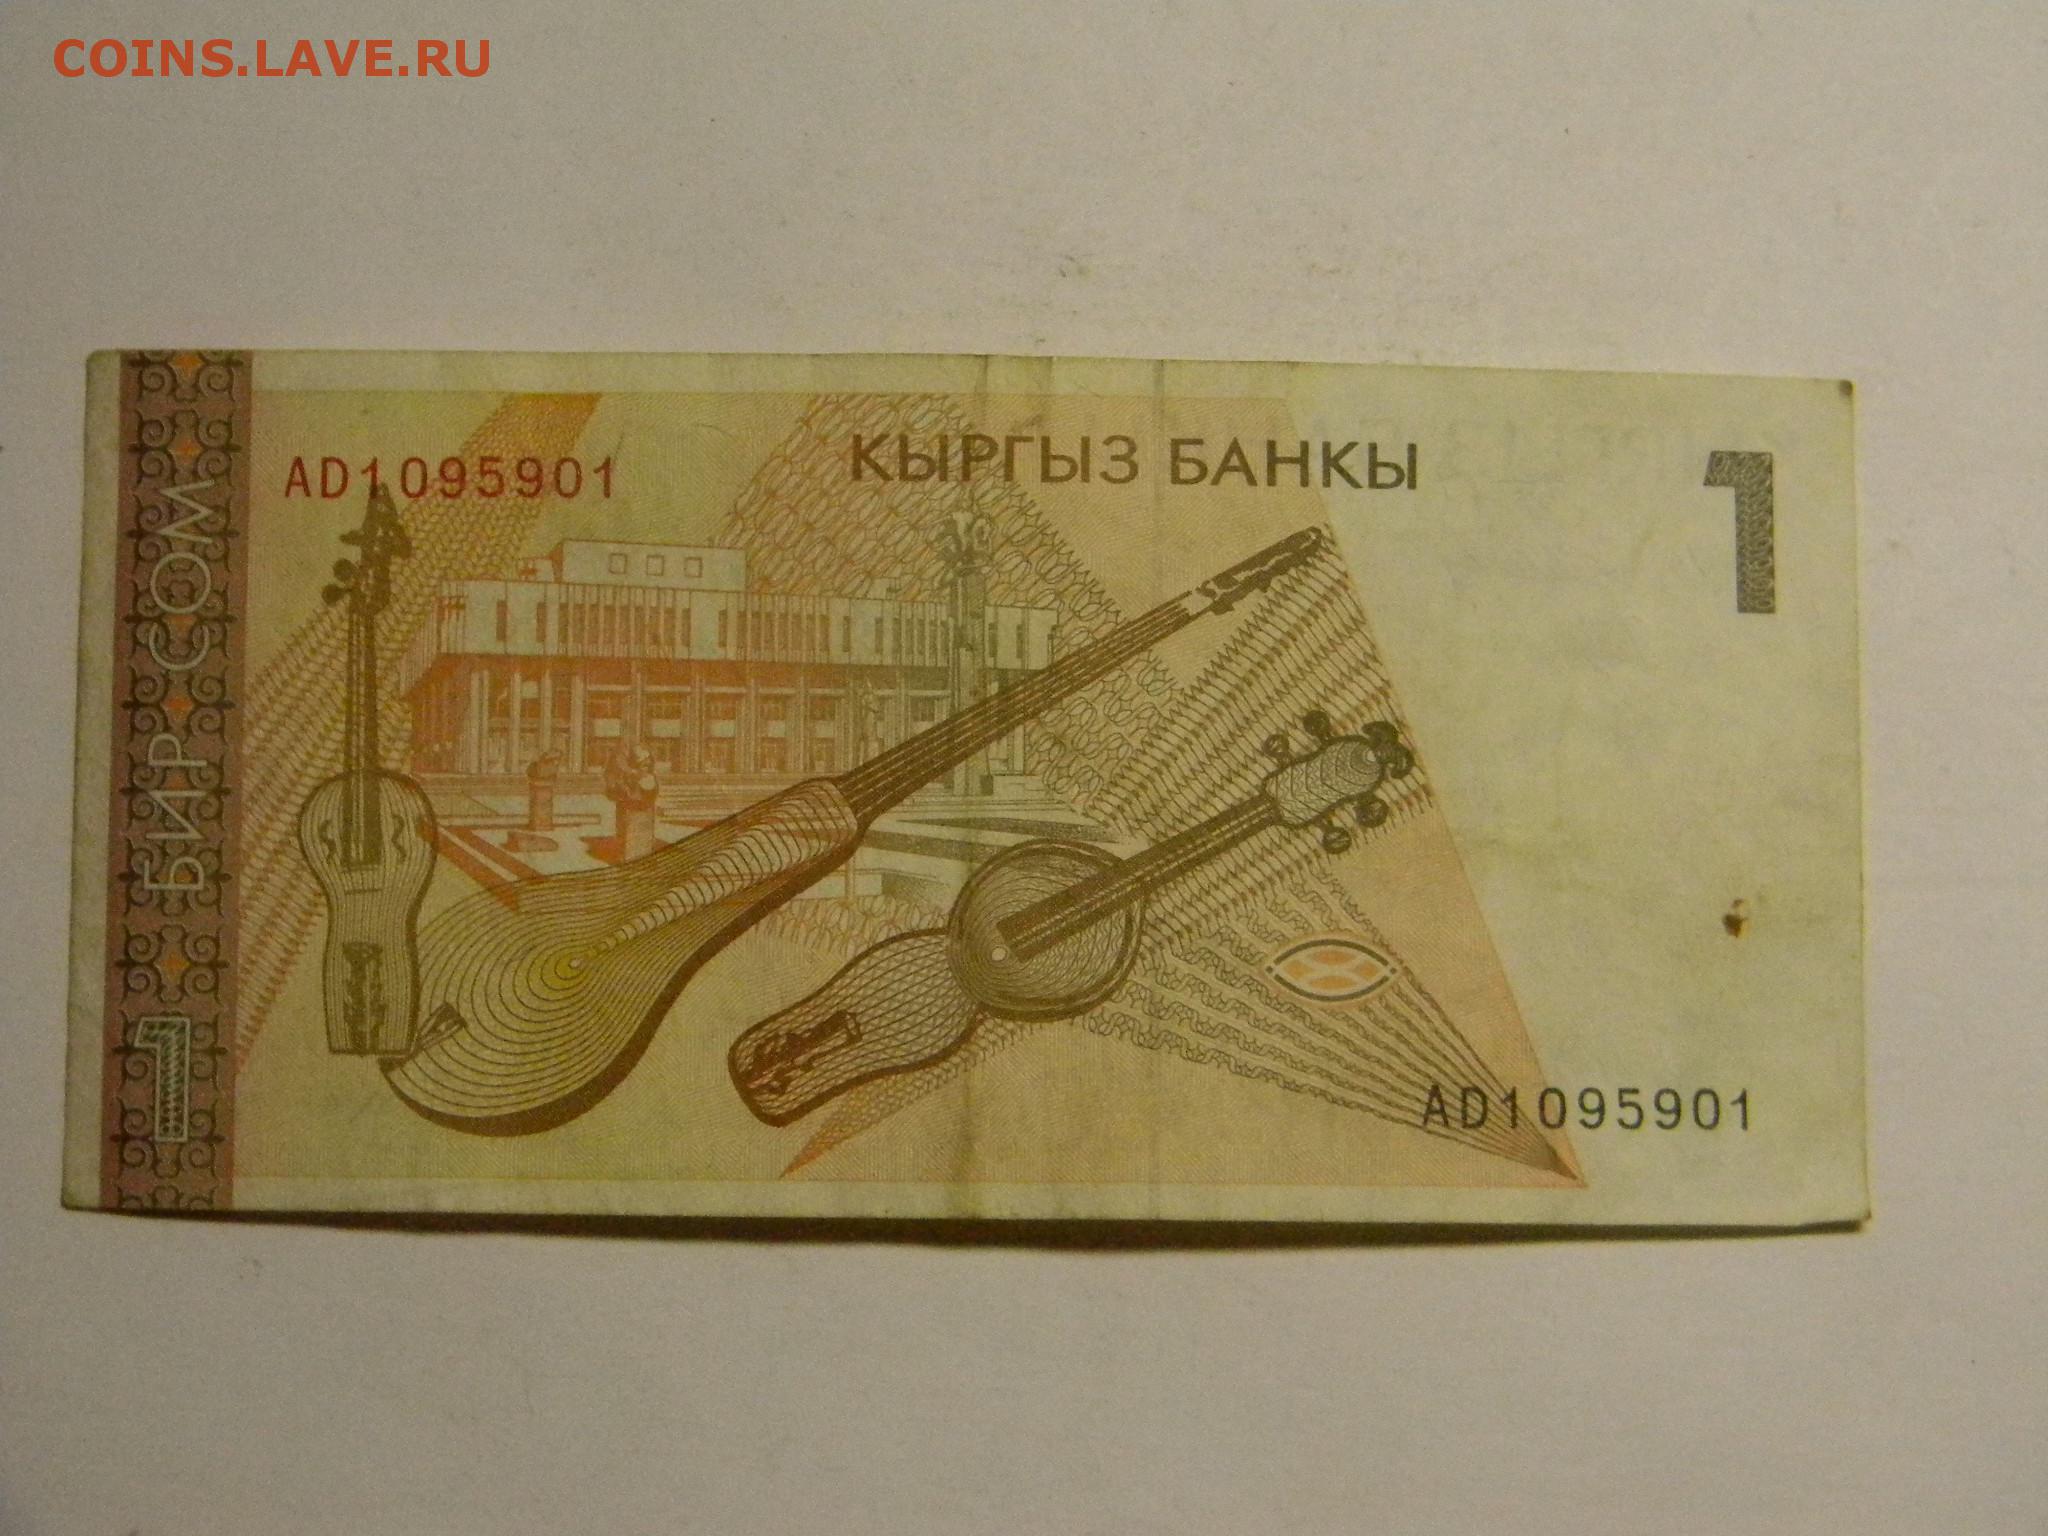 COINS.LAVE.RU
AD1095901
КЫРГЫЗ БАНКЫ
1
БИР СОМ
1
AD1095901